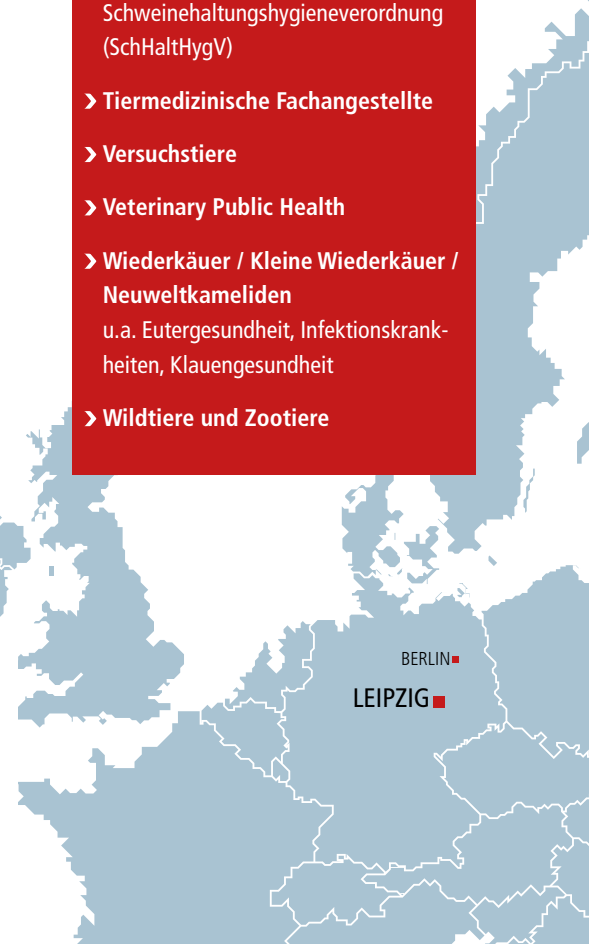 Schweinehaltungshygieneverordnung
(SchHaltHygV)
› Tiermedizinische Fachangestellte
› Versuchstiere
› Veterinary Public Health
› Wiederkäuer / Kleine Wiederkäuer /
Neuweltkameliden
u.a. Eutergesundheit, Infektionskrank-
heiten, Klauengesundheit
› Wildtiere und Zootiere
BERLIN
LEIPZIG